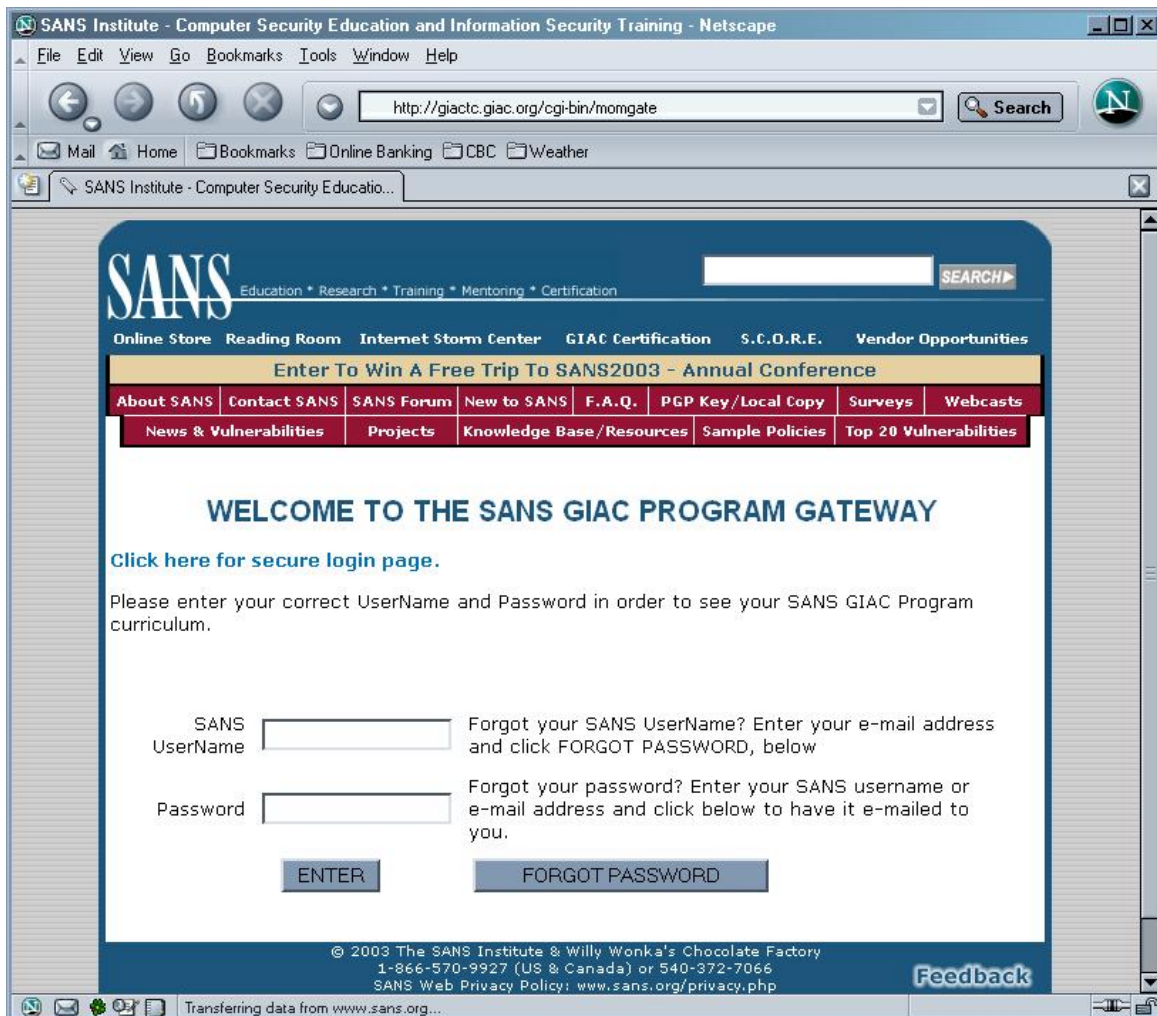 SANS Institute - Computer Security Education and Information Security Training - Netscape
File Edit View Go Bookmarks Tools Window Help
http://giactc.giac.org/cgi-bin/momgate
Search
N
Mail Home Bookmarks Online Banking CBC Weather
SANS Institute - Computer Security Educatio...
SANS
Education * Research * Training * Mentoring * Certification
SEARCH
Online Store Reading Room Internet Storm Center GIAC Certification S.C.O.R.E. Vendor Opportunities
Enter To Win A Free Trip To SANS2003 - Annual Conference
About SANS Contact SANS SANS Forum New to SANS F.A.Q. PGP Key/Local Copy Surveys Webcasts
News & Vulnerabilities Projects Knowledge Base/Resources Sample Policies Top 20 Vulnerabilities
WELCOME TO THE SANS GIAC PROGRAM GATEWAY
Click here for secure login page.
Please enter your correct UserName and Password in order to see your SANS GIAC Program
curriculum.
SANS
UserName
Forgot your SANS UserName? Enter your e-mail address
and click FORGOT PASSWORD, below
Password
Forgot your password? Enter your SANS username or
e-mail address and click below to have it e-mailed to
you.
ENTER
FORGOT PASSWORD
© 2003 The SANS Institute & Willy Wonka's Chocolate Factory
1-866-570-9927 (US & Canada) or 540-372-7066
SANS Web Privacy Policy: www.sans.org/privacy.php
Feedback
Transferring data from www.sans.org...